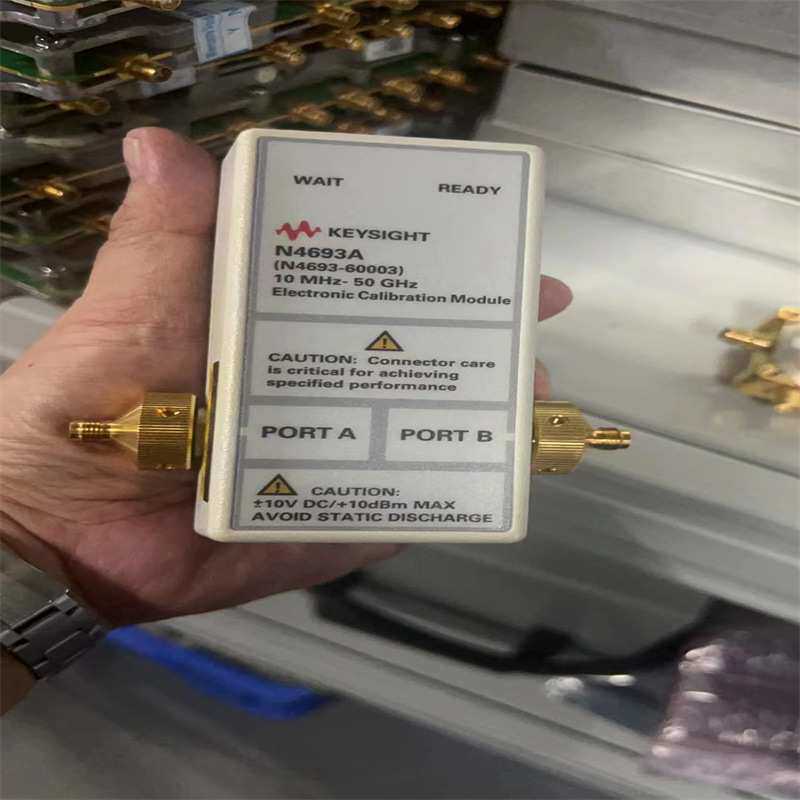 WAIT READY
KEYSIGHT
N4693A
(N4693-60003)
10 MHz- 50 GHz
Electronic Calibration Module
CAUTION: Connector care
is critical for achieving
specified performance
PORT A PORT B
CAUTION:
±10V DC/+10dBm MAX
AVOID STATIC DISCHARGE